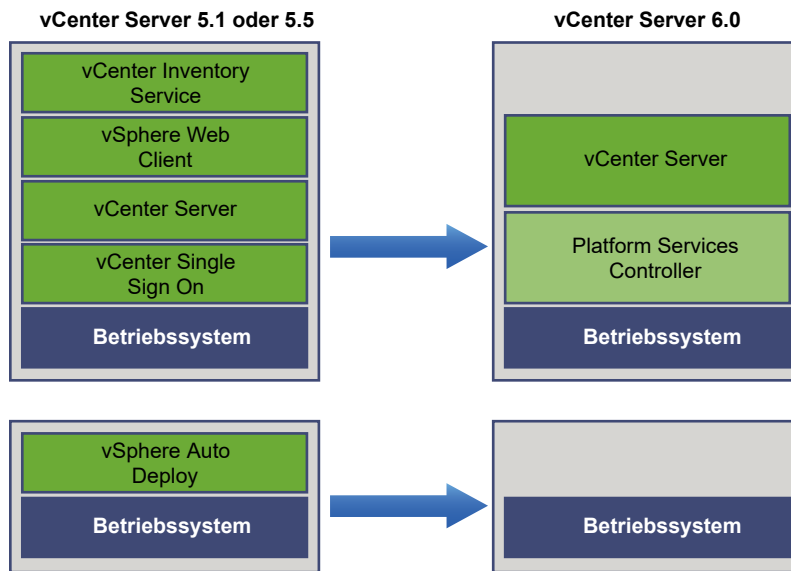 vCenter Server 5.1 oder 5.5
vCenter Inventory
Service
vSphere Web
Client
vCenter Server
vCenter Single
Sign On
Betriebssystem
vCenter Server 6.0
vCenter Server
Platform Services
Controller
Betriebssystem
vSphere Auto
Deploy
Betriebssystem
Betriebssystem